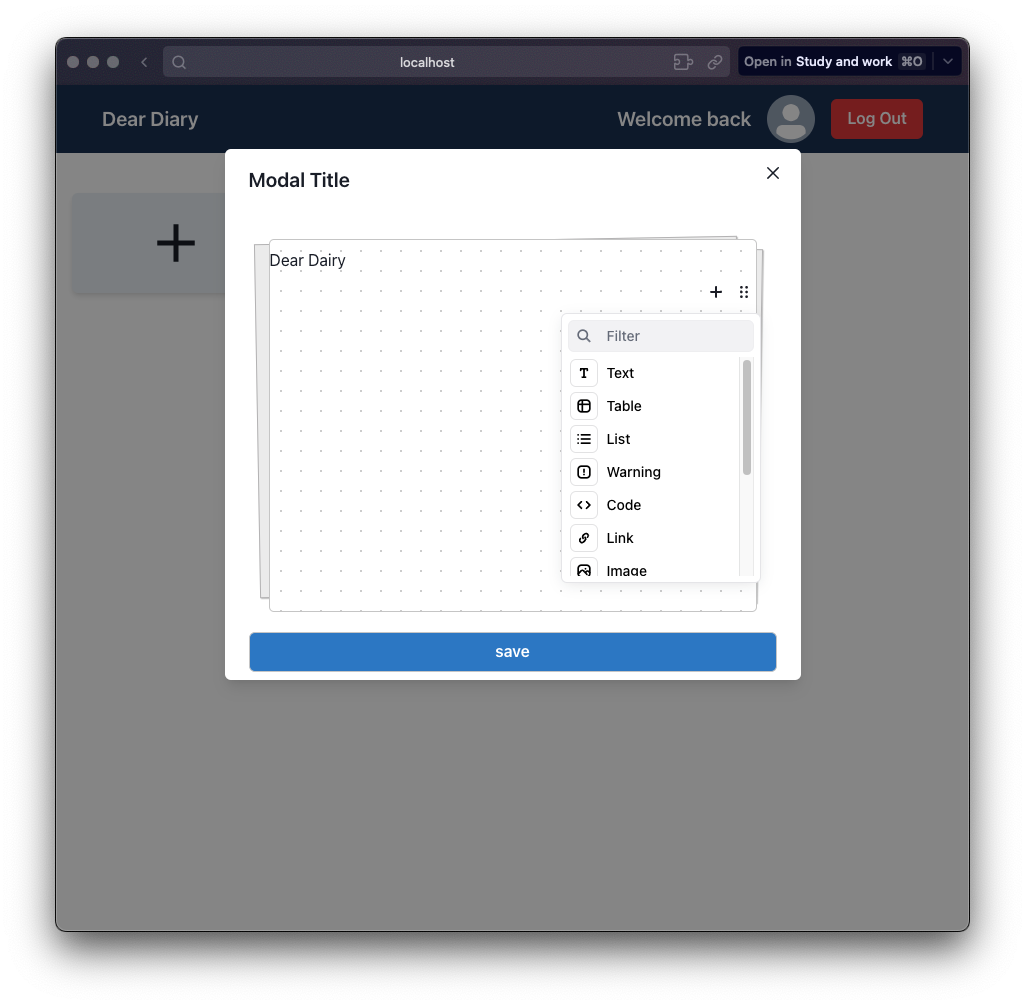 localhost
Open in Study and work ⌘O
Dear Diary
Welcome back
Log Out
Modal Title
Dear Dairy
Filter
Text
Table
List
Warning
Code
Link
Image
save